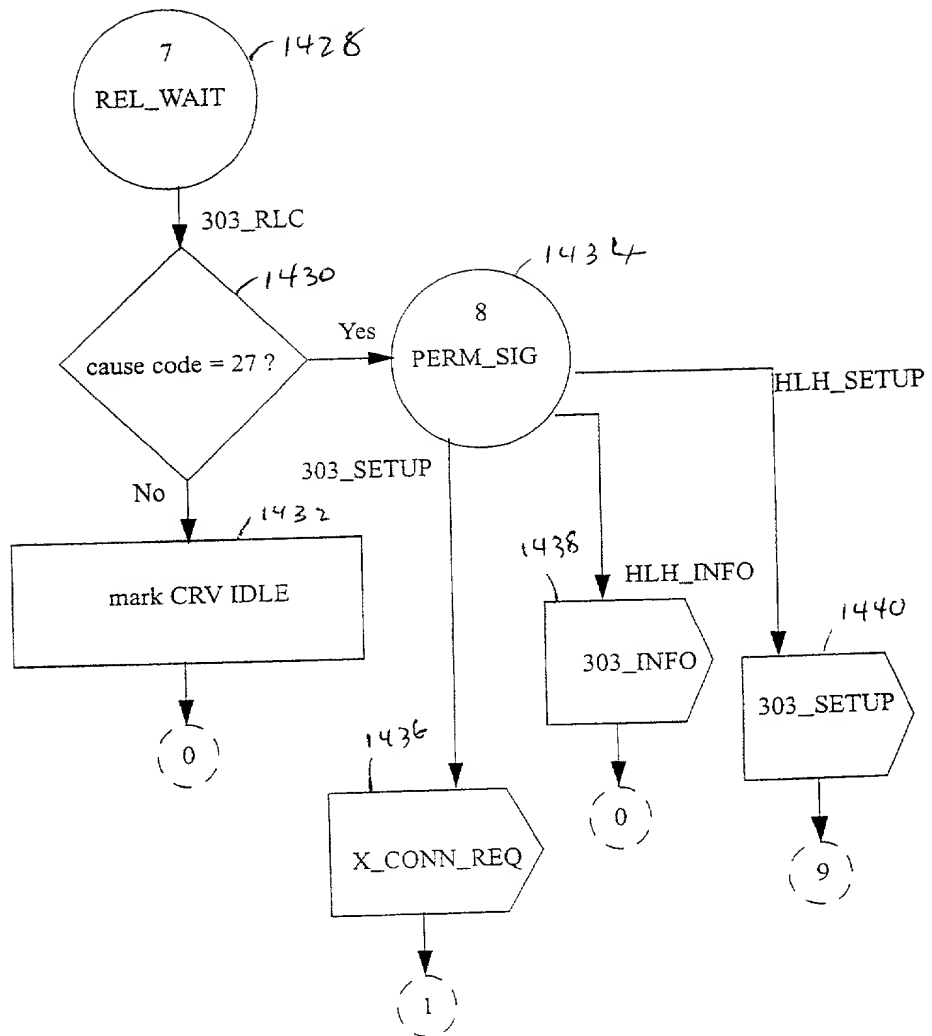 7
REL_WAIT
1428
303_RLC
1430
cause code = 27 ?
Yes
8
PERM_SIG
1434
HLH_SETUP
303_SETUP
No
1432
mark CRV IDLE
0
1438
HLH_INFO
303_INFO
0
1440
303_SETUP
9
1436
X_CONN_REQ
1